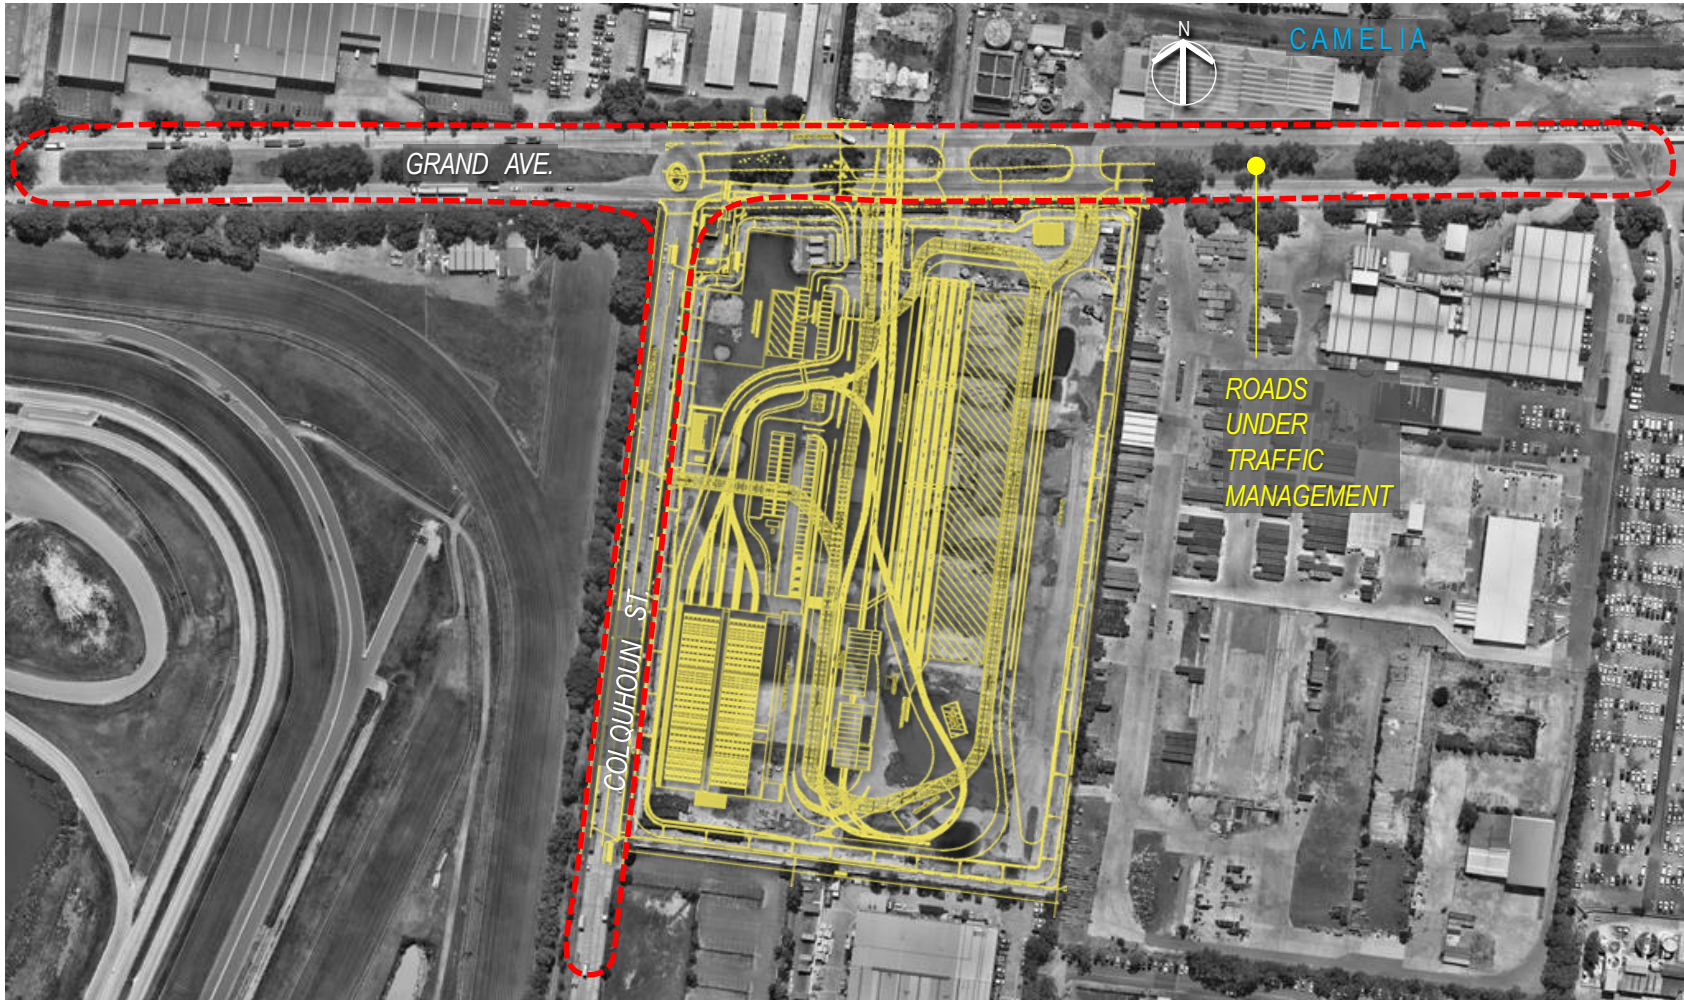 N
CAMELIA
GRAND AVE.
ROADS
UNDER
TRAFFIC
MANAGEMENT
COLQUHOUN ST.